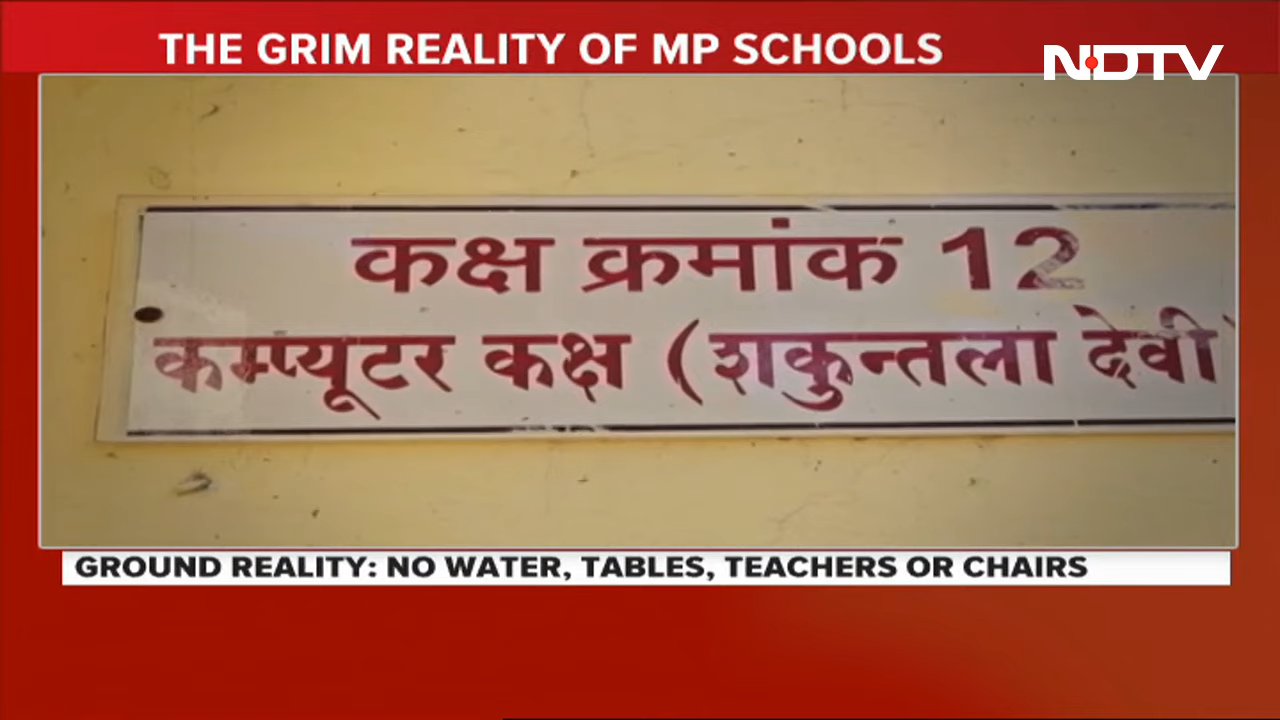 THE GRIM REALITY OF MP SCHOOLS
NDTV
कक्ष क्रमांक 12
कम्प्यूटर कक्ष (शकुन्तला देवी
GROUND REALITY: NO WATER, TABLES, TEACHERS OR CHAIRS